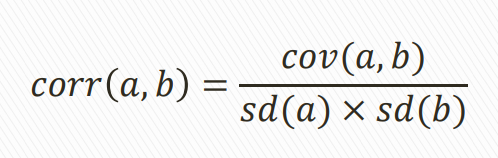 corr(a, b) = cov(a, b) / sd(a) × sd(b)